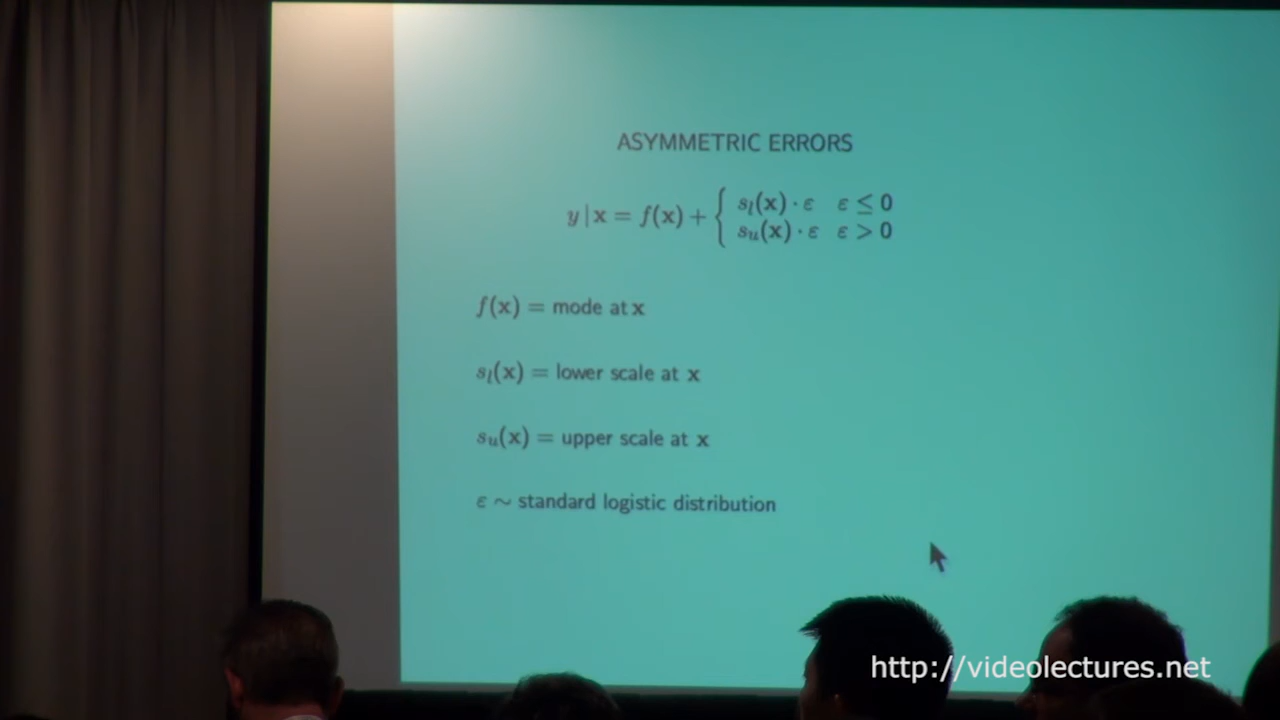 ASYMMETRIC ERRORS
y | x = f(x) + { s_l(x) · ε   ε ≤ 0
s_u(x) · ε   ε > 0
f(x) = mode at x
s_l(x) = lower scale at x
s_u(x) = upper scale at x
ε ∼ standard logistic distribution
http://videolectures.net